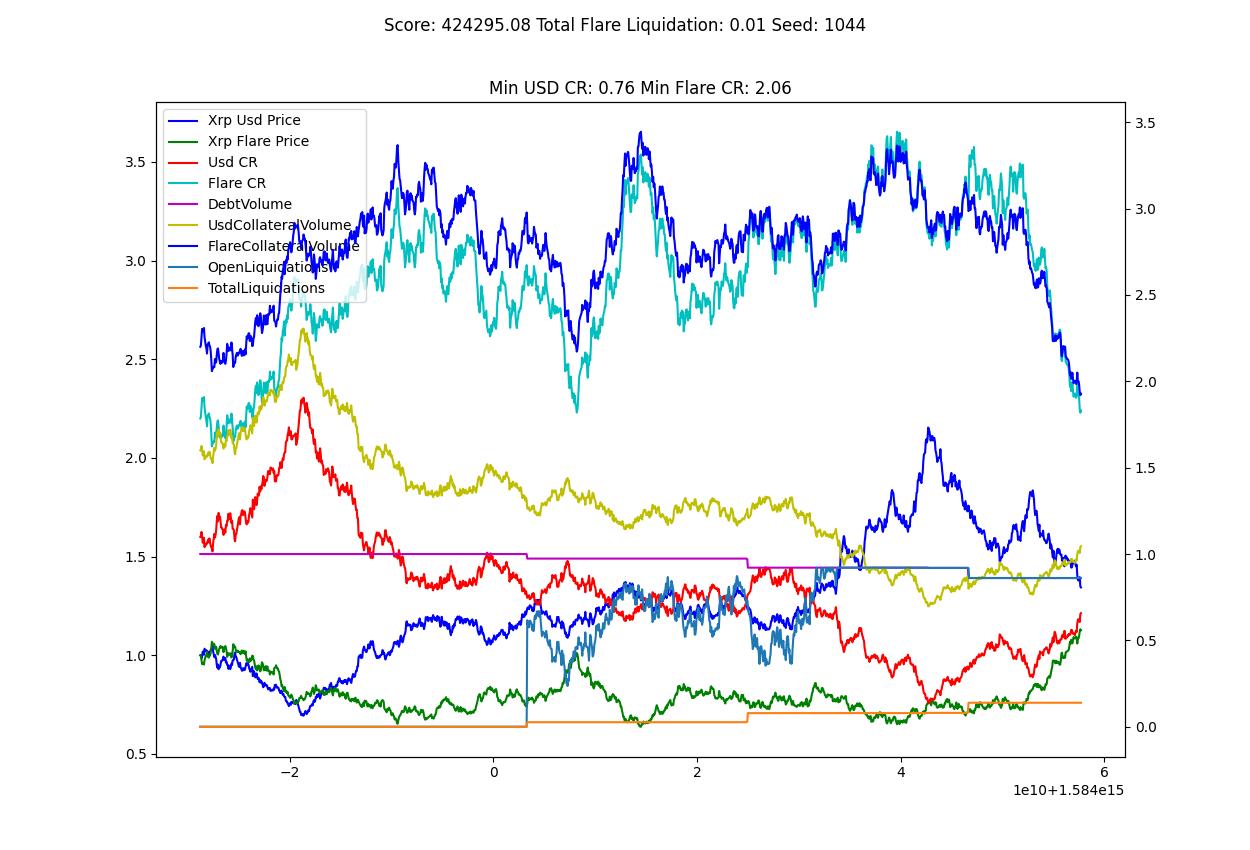 Score: 424295.08 Total Flare Liquidation: 0.01 Seed: 1044
Min USD CR: 0.76 Min Flare CR: 2.06
Xrp Usd Price
Xrp Flare Price
Usd CR
Flare CR
DebtVolume
UsdCollateralVolume
FlareCollateralVolume
OpenLiquidations
TotalLiquidations
3.5
3.0
2.5
2.0
1.5
1.0
0.5
3.5
3.0
2.5
2.0
1.5
1.0
0.5
0.0
−2
0
2
4
6
1e10+1.584e15